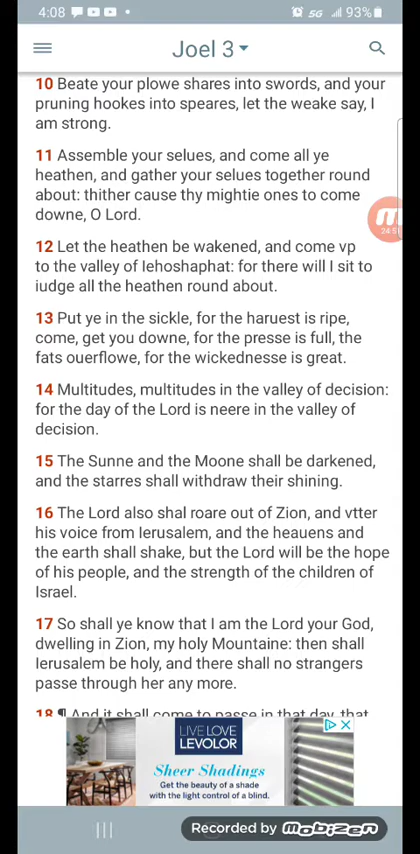 4:08
5G
93%
Joel 3
10 Beate your plowe shares into swords, and your
pruning hookes into speares, let the weake say, I
am strong.
11 Assemble your selues, and come all ye
heathen, and gather your selues together round
about: thither cause thy mightie ones to come
downe, O Lord.
12 Let the heathen be wakened, and come vp
to the valley of Iehoshaphat: for there will I sit to
iudge all the heathen round about.
13 Put ye in the sickle, for the haruest is ripe,
come, get you downe, for the presse is full, the
fats ouerflowe, for the wickednesse is great.
14 Multitudes, multitudes in the valley of decision:
for the day of the Lord is neere in the valley of
decision.
15 The Sunne and the Moone shall be darkened,
and the starres shall withdraw their shining.
16 The Lord also shal roare out of Zion, and vtter
his voice from Ierusalem, and the heauens and
the earth shall shake, but the Lord will be the hope
of his people, and the strength of the children of
Israel.
17 So shall ye know that I am the Lord your God,
dwelling in Zion, my holy Mountaine: then shall
Ierusalem be holy, and there shall no strangers
passe through her any more.
18 ¶ And it shall come to passe in that day, that
LIVE LOVE
LEVOLOR
Sheer Shadings
Get the beauty of a shade
with the light control of a blind.
Recorded by mobizen